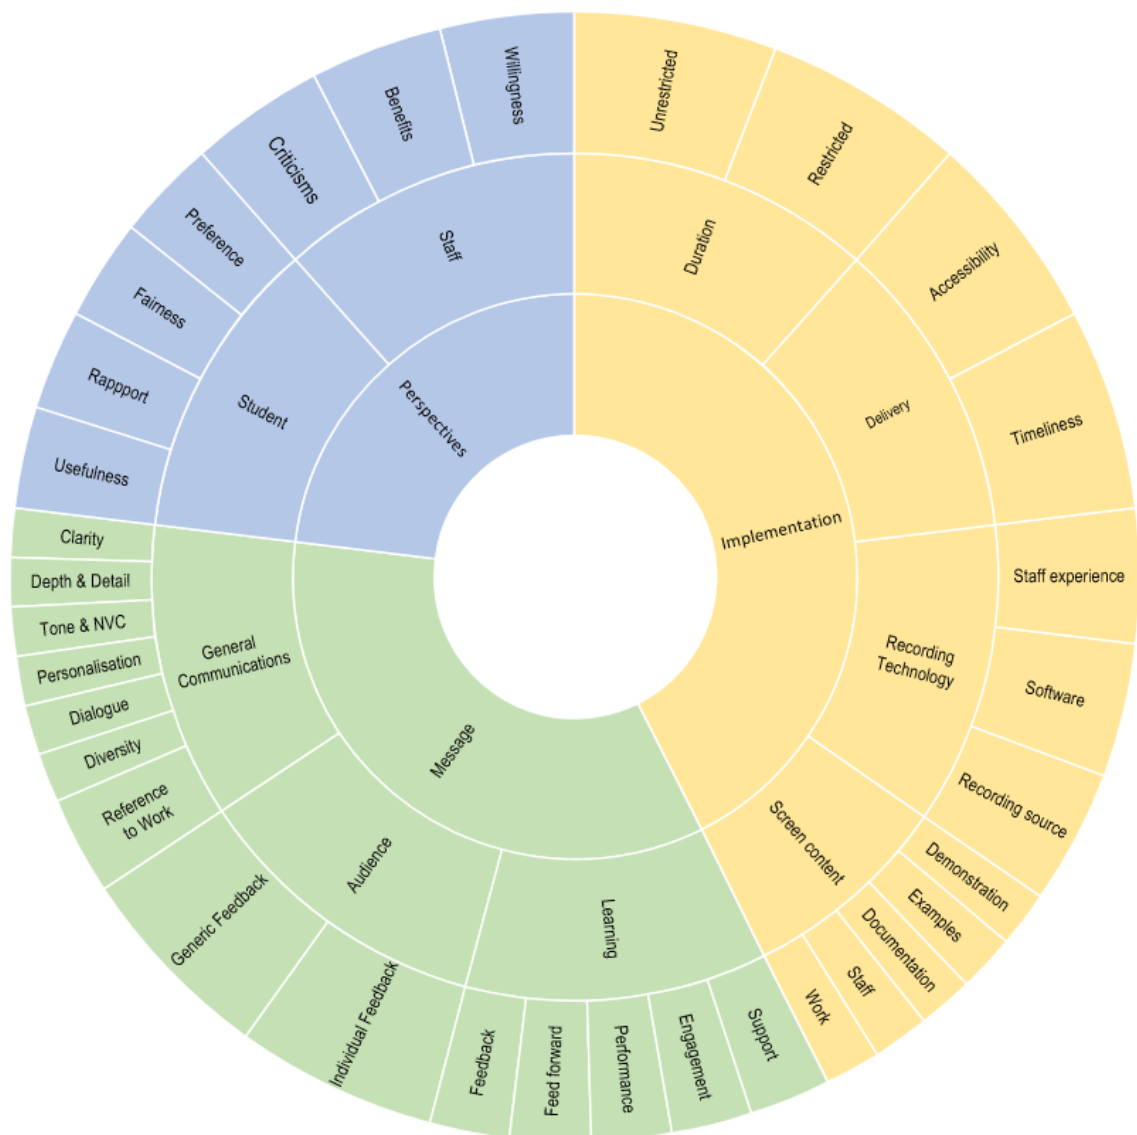 Implementation
Duration
Unrestricted
Restricted
Delivery
Accessibility
Timeliness
Recording
Technology
Staff experience
Software
Recording source
Screen content
Demonstration
Examples
Documentation
Staff
Work
Message
Learning
Support
Engagement
Performance
Feed forward
Feedback
Audience
Individual Feedback
Generic Feedback
General
Communications
Reference
to Work
Diversity
Dialogue
Personalisation
Tone & NVC
Depth & Detail
Clarity
Perspectives
Student
Usefulness
Rappport
Fairness
Preference
Staff
Criticisms
Benefits
Willingness